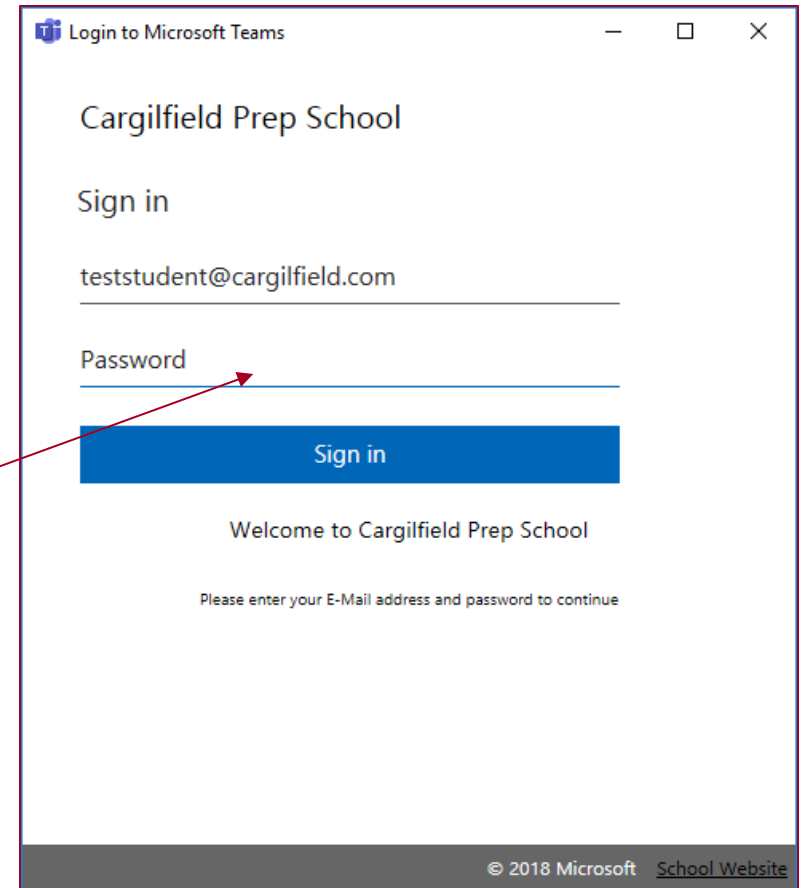 Login to Microsoft Teams
Cargilfield Prep School
Sign in
teststudent@cargilfield.com
Password
Sign in
Welcome to Cargilfield Prep School
Please enter your E-Mail address and password to continue
© 2018 Microsoft School Website